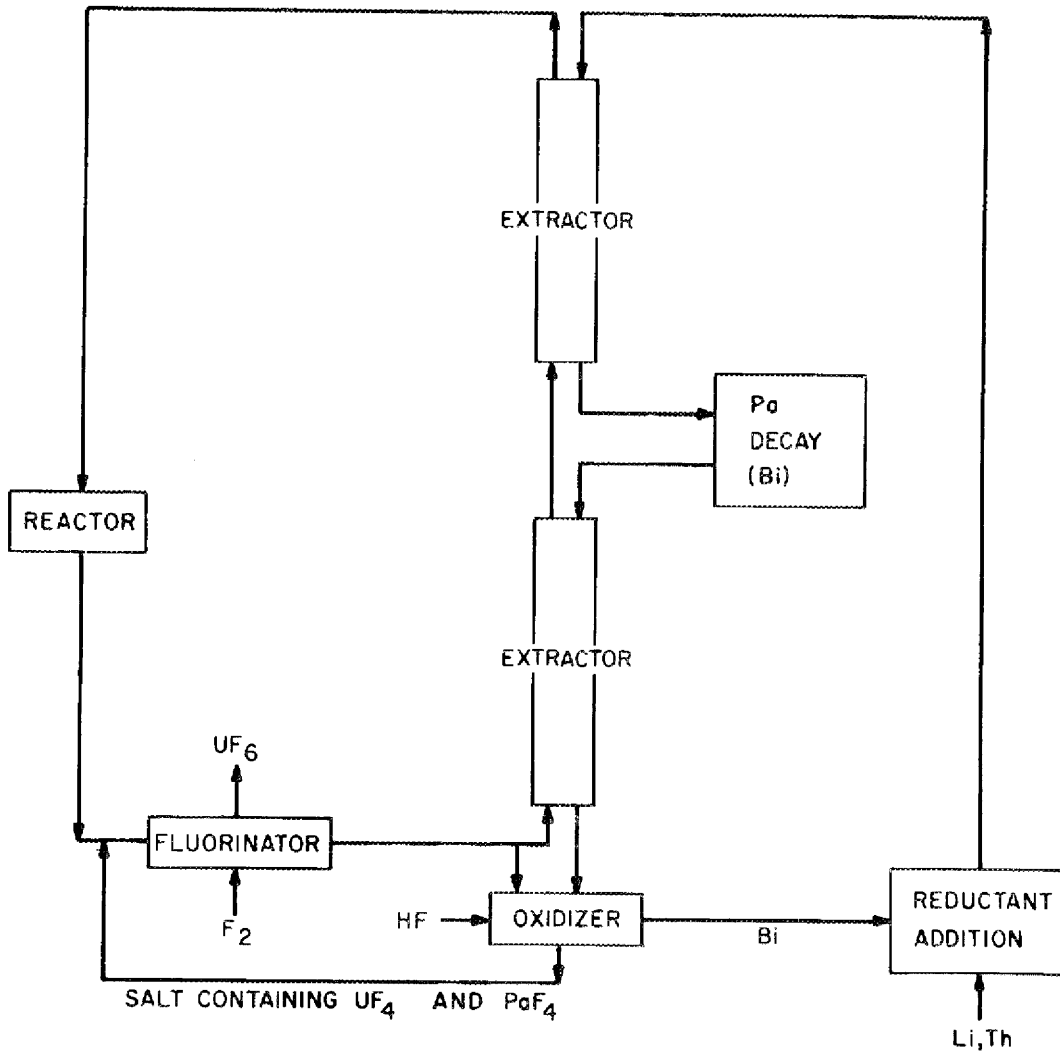 EXTRACTOR
Pa
DECAY
(Bi)
REACTOR
EXTRACTOR
UF6
FLUORINATOR
F2
HF
OXIDIZER
Bi
REDUCTANT
ADDITION
SALT CONTAINING UF4 AND PaF4
Li,Th